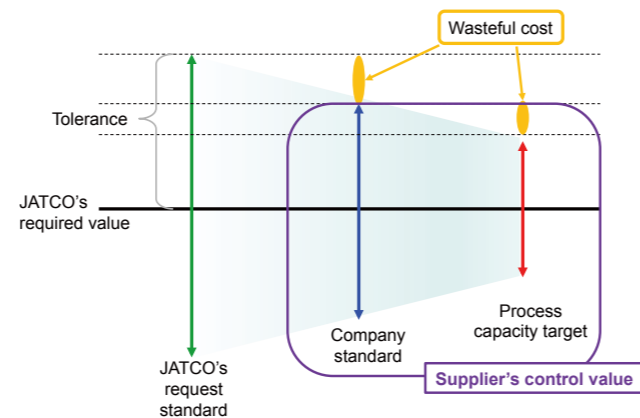 Wasteful cost
Tolerance
JATCO's
required value
Process
capacity target
Company
standard
JATCO's
request
standard
Supplier's control value